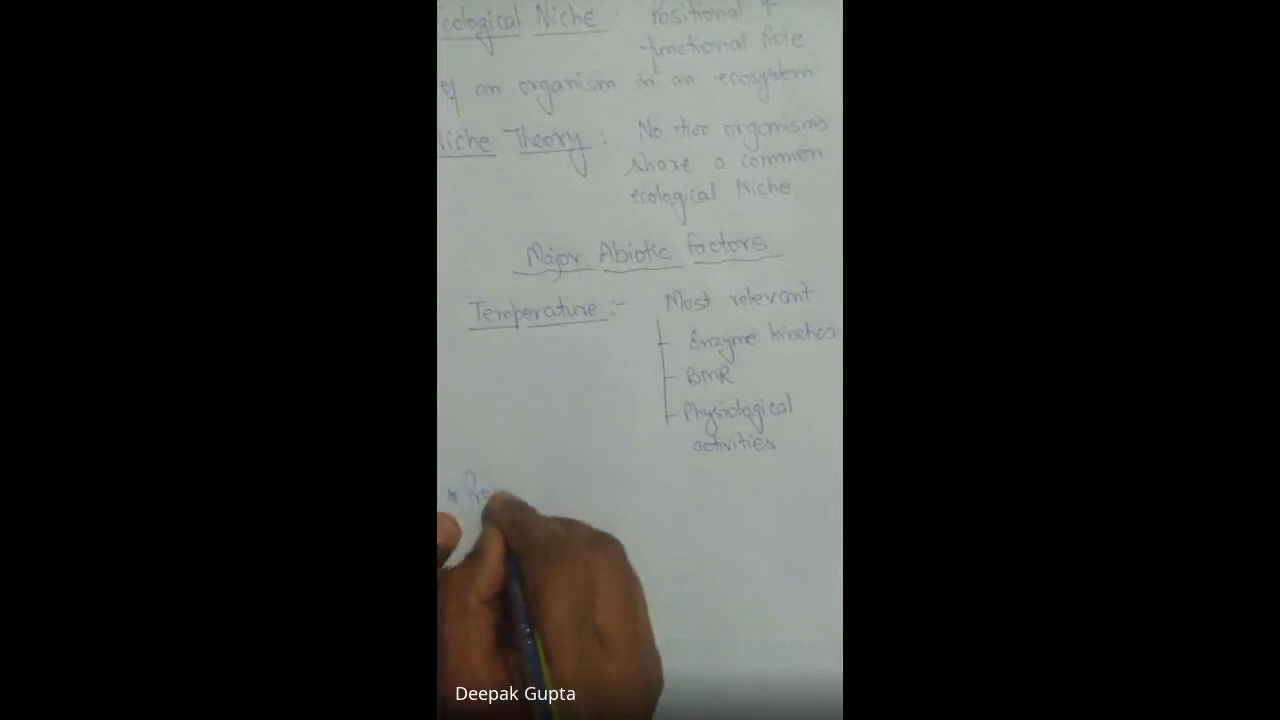 cological Niche : Positional &
functional Role
of an organism in an ecosystem
Niche Theory : No two organisms
share a common
ecological Niche
Major Abiotic factors
Temperature :- Most relevant
Enzyme kinetics
BMR
Physiological
activities
*
Deepak Gupta